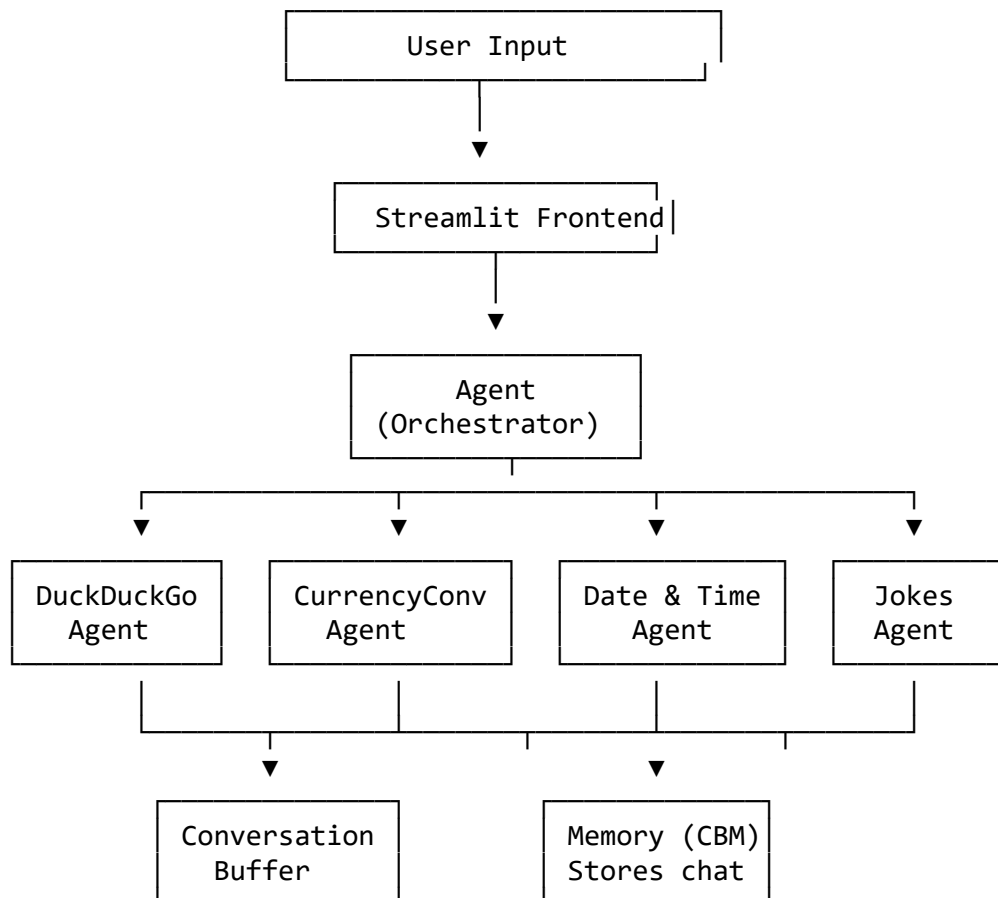 User Input
Streamlit Frontend
Agent
(Orchestrator)
DuckDuckGo
Agent
CurrencyConv
Agent
Date & Time
Agent
Jokes
Agent
Conversation
Buffer
Memory (CBM)
Stores chat